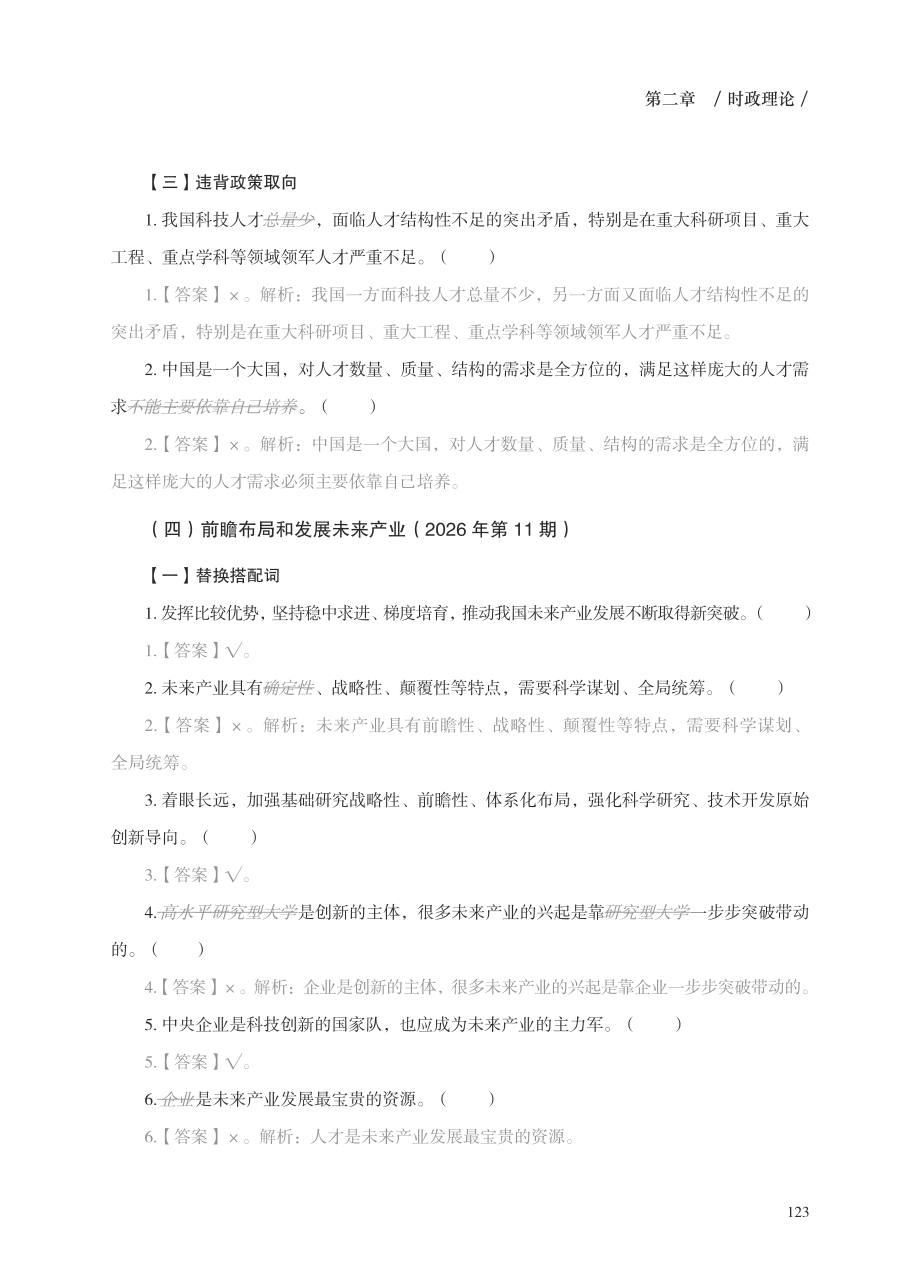 第二章 / 时政理论 /
【三】违背政策取向
1. 我国科技人才总量少，面临人才结构性不足的突出矛盾，特别是在重大科研项目、重大
工程、重点学科等领域领军人才严重不足。（　　）
1.【答案】×。解析：我国一方面科技人才总量不少，另一方面又面临人才结构性不足的
突出矛盾，特别是在重大科研项目、重大工程、重点学科等领域领军人才严重不足。
2. 中国是一个大国，对人才数量、质量、结构的需求是全方位的，满足这样庞大的人才需
求不能主要依靠自己培养。（　　）
2.【答案】×。解析：中国是一个大国，对人才数量、质量、结构的需求是全方位的，满
足这样庞大的人才需求必须主要依靠自己培养。
（四）前瞻布局和发展未来产业（2026 年第 11 期）
【一】替换搭配词
1. 发挥比较优势，坚持稳中求进、梯度培育，推动我国未来产业发展不断取得新突破。（　　）
1.【答案】√。
2. 未来产业具有确定性、战略性、颠覆性等特点，需要科学谋划、全局统筹。（　　）
2.【答案】×。解析：未来产业具有前瞻性、战略性、颠覆性等特点，需要科学谋划、
全局统筹。
3. 着眼长远，加强基础研究战略性、前瞻性、体系化布局，强化科学研究、技术开发原始
创新导向。（　　）
3.【答案】√。
4. 高水平研究型大学是创新的主体，很多未来产业的兴起是靠研究型大学一步步突破带动
的。（　　）
4.【答案】×。解析：企业是创新的主体，很多未来产业的兴起是靠企业一步步突破带动的。
5. 中央企业是科技创新的国家队，也应成为未来产业的主力军。（　　）
5.【答案】√。
6. 企业是未来产业发展最宝贵的资源。（　　）
6.【答案】×。解析：人才是未来产业发展最宝贵的资源。
123